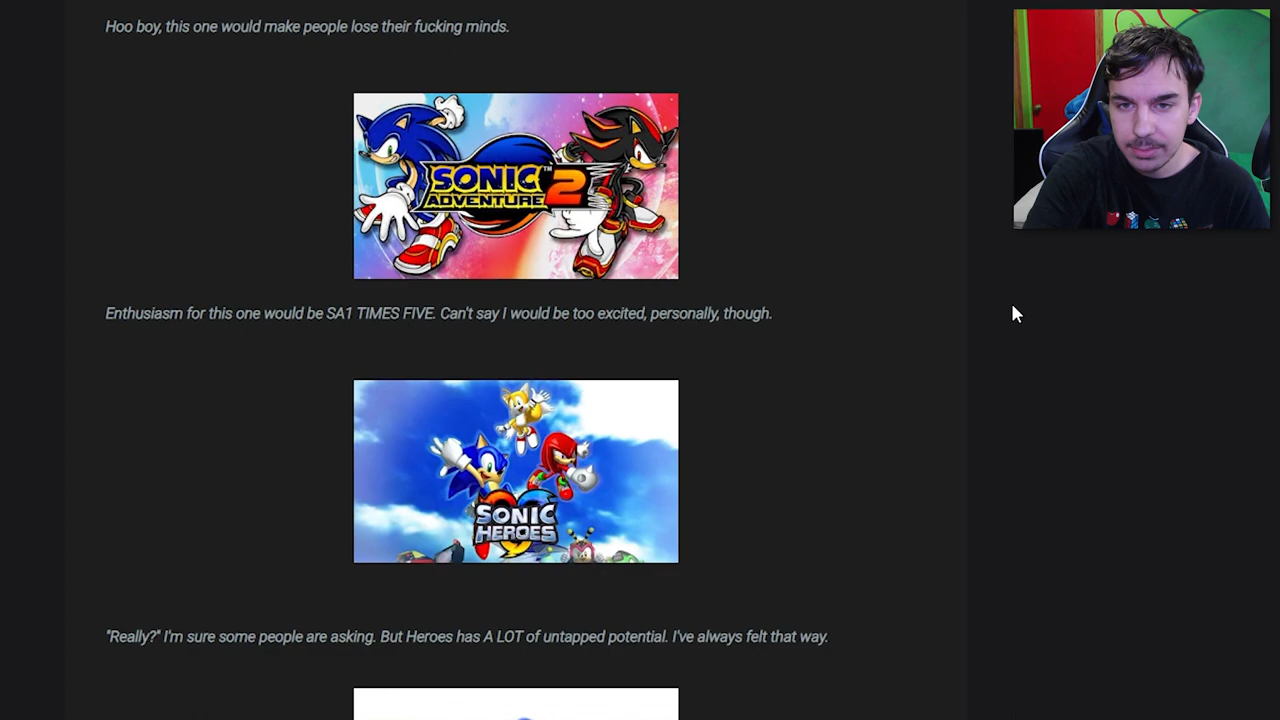 Hoo boy, this one would make people lose their fucking minds.
SONIC
ADVENTURE 2
™
Enthusiasm for this one would be SA1 TIMES FIVE. Can't say I would be too excited, personally, though.
SONIC
HEROES
"Really?" I'm sure some people are asking. But Heroes has A LOT of untapped potential. I've always felt that way.